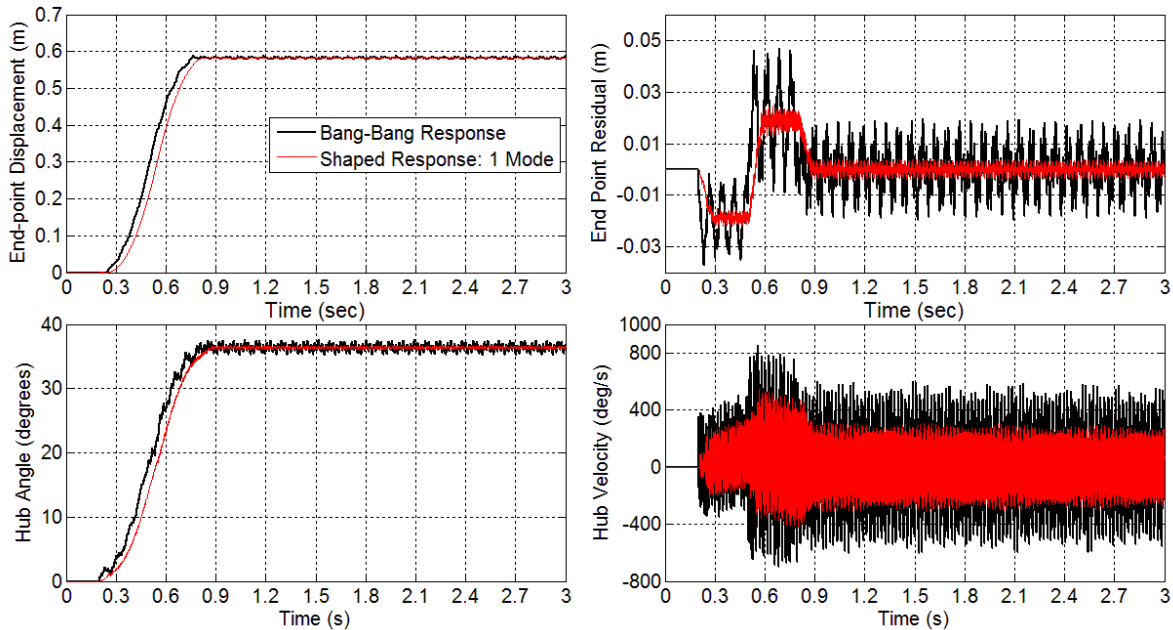 End-point Displacement (m)
0.7
0.6
0.5
0.4
0.3
0.2
0.1
0
Bang-Bang Response
Shaped Response: 1 Mode
0 0.3 0.6 0.9 1.2 1.5 1.8 2.1 2.4 2.7 3
Time (sec)
End Point Residual (m)
0.05
0.03
0.01
-0.01
-0.03
0 0.3 0.6 0.9 1.2 1.5 1.8 2.1 2.4 2.7 3
Time (sec)
Hub Angle (degrees)
40
30
20
10
0
0 0.3 0.6 0.9 1.2 1.5 1.8 2.1 2.4 2.7 3
Time (s)
Hub Velocity (deg/s)
1000
800
400
0
-400
-800
0 0.3 0.6 0.9 1.2 1.5 1.8 2.1 2.4 2.7 3
Time (s)